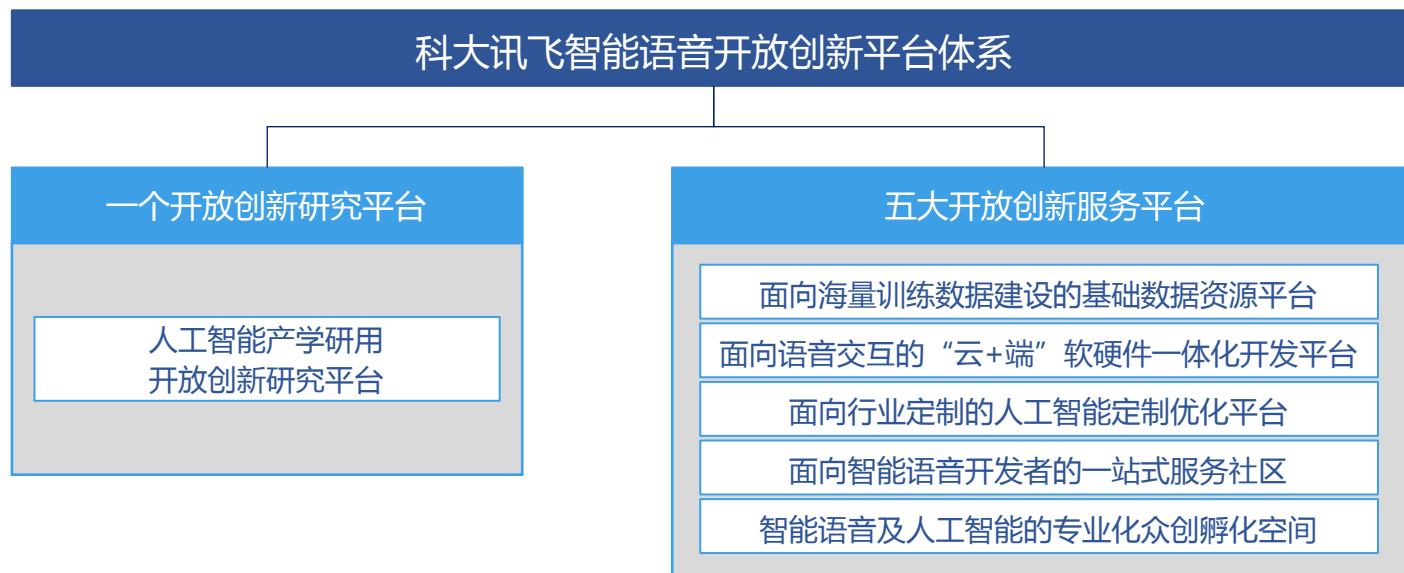 科大讯飞智能语音开放创新平台体系
一个开放创新研究平台
人工智能产学研用
开放创新研究平台
五大开放创新服务平台
面向海量训练数据建设的基础数据资源平台
面向语音交互的“云+端”软硬件一体化开发平台
面向行业定制的人工智能定制优化平台
面向智能语音开发者的一站式服务社区
智能语音及人工智能的专业化众创孵化空间